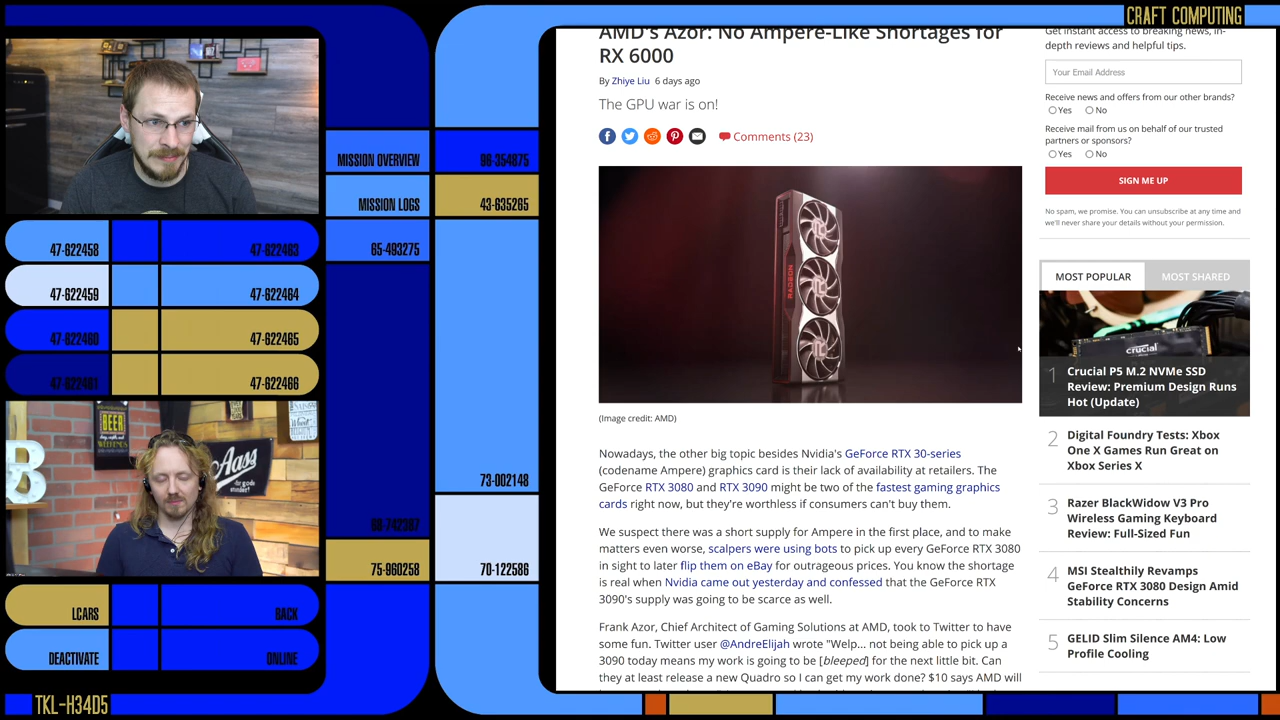 CRAFT COMPUTING
MISSION OVERVIEW
98-354875
MISSION LOGS
43-635265
47-622458
47-622463
65-493275
47-622459
47-622464
47-622460
47-622465
47-622461
47-622466
BEER
Aass
for gode
minder!
B
73-002148
75-960258
70-122586
LCARS
BACK
DEACTIVATE
ONLINE
TKL-H34D5
AMD's Azor: No Ampere-Like Shortages for
RX 6000
By Zhiye Liu 6 days ago
The GPU war is on!
Comments (23)
RADEON
(Image credit: AMD)
Nowadays, the other big topic besides Nvidia's GeForce RTX 30-series
(codename Ampere) graphics card is their lack of availability at retailers. The
GeForce RTX 3080 and RTX 3090 might be two of the fastest gaming graphics
cards right now, but they're worthless if consumers can't buy them.
We suspect there was a short supply for Ampere in the first place, and to make
matters even worse, scalpers were using bots to pick up every GeForce RTX 3080
in sight to later flip them on eBay for outrageous prices. You know the shortage
is real when Nvidia came out yesterday and confessed that the GeForce RTX
3090's supply was going to be scarce as well.
Frank Azor, Chief Architect of Gaming Solutions at AMD, took to Twitter to have
some fun. Twitter user @AndreElijah wrote "Welp... not being able to pick up a
3090 today means my work is going to be [bleeped] for the next little bit. Can
they at least release a new Quadro so I can get my work done? $10 says AMD will
Get instant access to breaking news, in-
depth reviews and helpful tips.
Your Email Address
Receive news and offers from our other brands?
Yes No
Receive mail from us on behalf of our trusted
partners or sponsors?
Yes No
SIGN ME UP
No spam, we promise. You can unsubscribe at any time and
we'll never share your details without your permission.
MOST POPULAR MOST SHARED
crucial
1 Crucial P5 M.2 NVMe SSD
Review: Premium Design Runs
Hot (Update)
2 Digital Foundry Tests: Xbox
One X Games Run Great on
Xbox Series X
3 Razer BlackWidow V3 Pro
Wireless Gaming Keyboard
Review: Full-Sized Fun
4 MSI Stealthily Revamps
GeForce RTX 3080 Design Amid
Stability Concerns
5 GELID Slim Silence AM4: Low
Profile Cooling